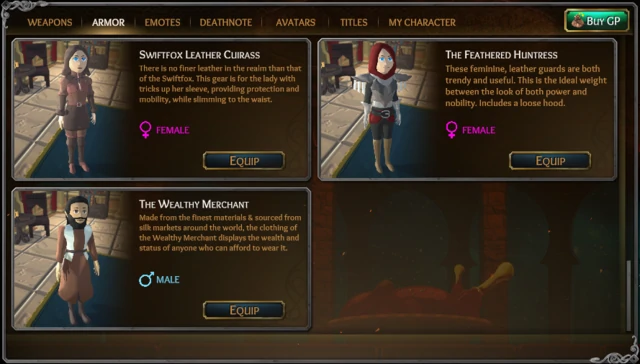 WEAPONS
ARMOR
EMOTES
DEATHNOTE
AVATARS
TITLES
MY CHARACTER
BUY GP
SWIFTFOX LEATHER CUIRASS
There is no finer leather in the realm than that
of the Swiftfox. This gear is for the lady with
tricks up her sleeve, providing protection and
mobility, while slimming to the waist.
FEMALE
EQUIP
THE FEATHERED HUNTRESS
These feminine, leather guards are both
trendy and useful. This is the ideal weight
between the look of both power and
nobility. Includes a loose hood.
FEMALE
EQUIP
THE WEALTHY MERCHANT
Made from the finest materials & sourced from
silk markets around the world, the clothing of
the Wealthy Merchant displays the wealth and
status of anyone who can afford to wear it.
MALE
EQUIP